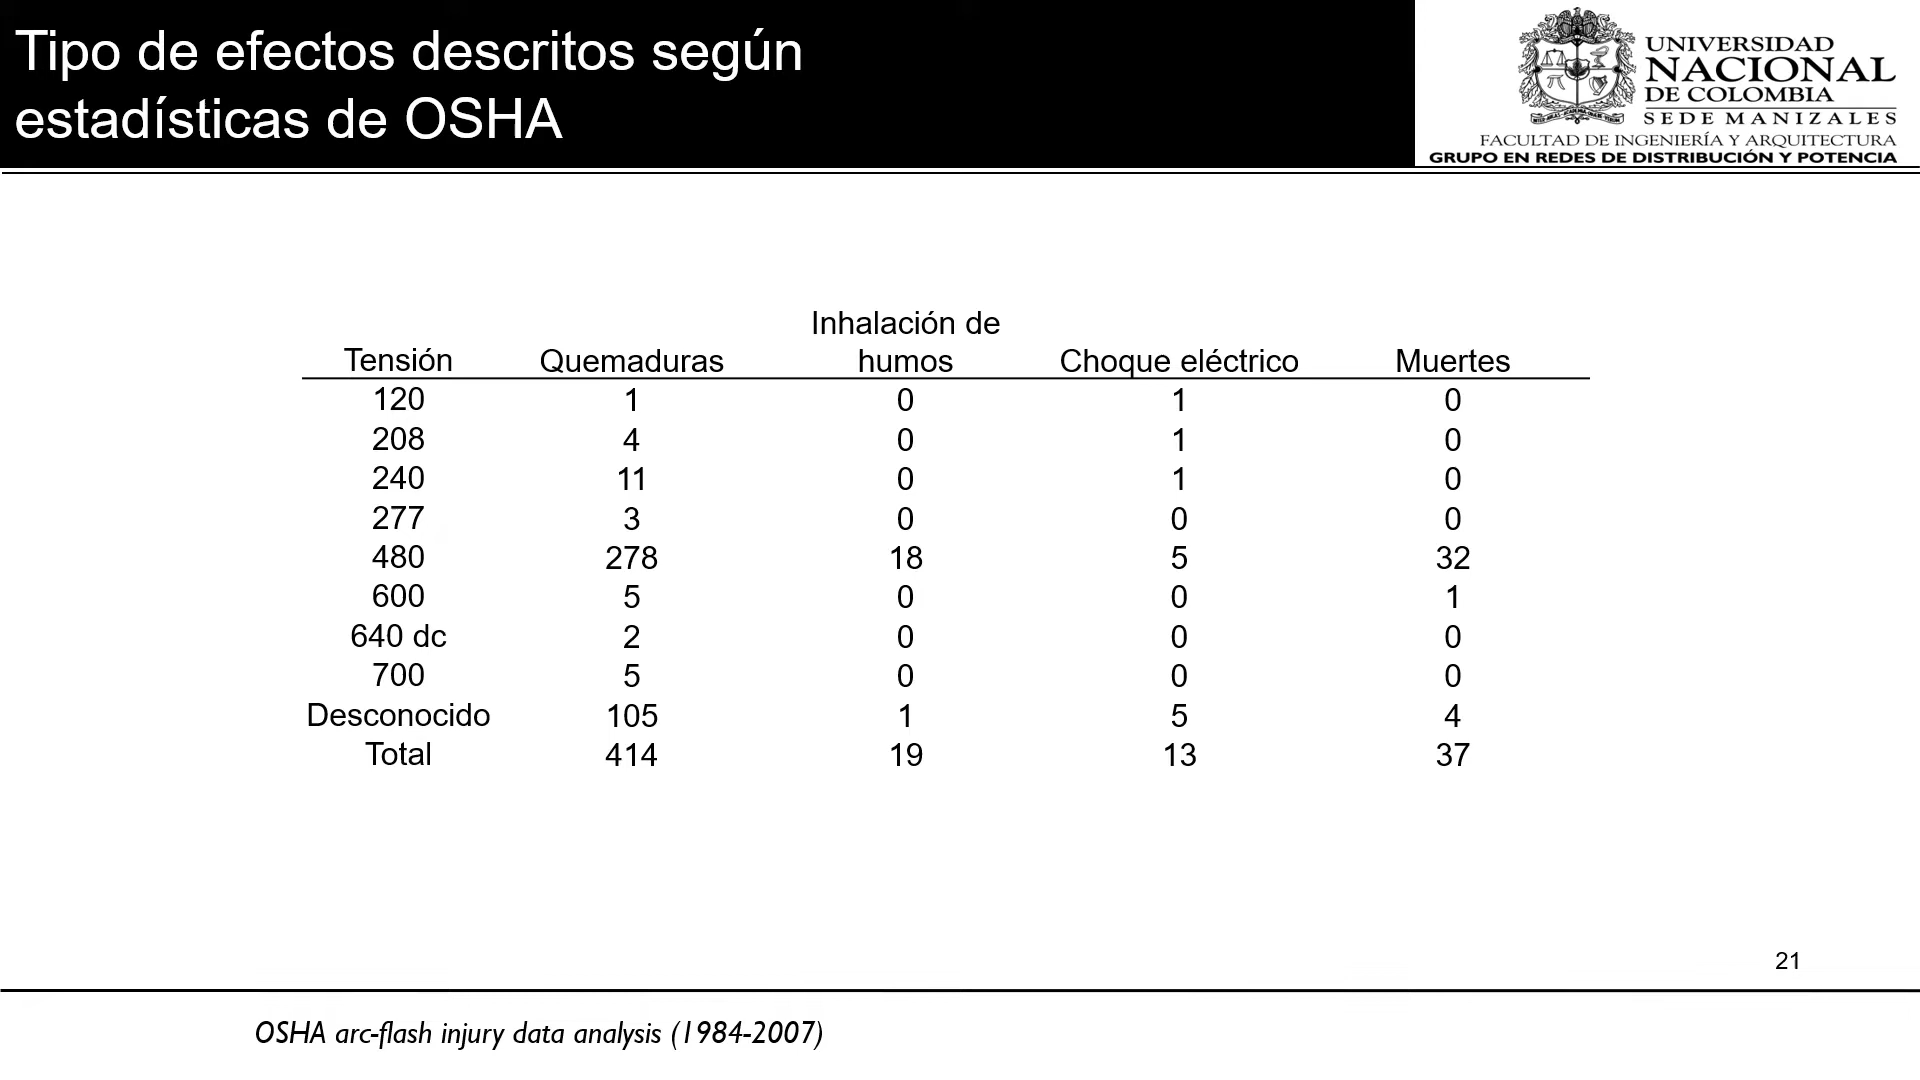 Tipo de efectos descritos según
estadísticas de OSHA
UNIVERSIDAD
NACIONAL
DE COLOMBIA
SEDE MANIZALES
FACULTAD DE INGENIERÍA Y ARQUITECTURA
GRUPO EN REDES DE DISTRIBUCIÓN Y POTENCIA
Inhalación de
Tensión Quemaduras humos Choque eléctrico Muertes
120 1 0 1 0
208 4 0 1 0
240 11 0 1 0
277 3 0 0 0
480 278 18 5 32
600 5 0 0 1
640 dc 2 0 0 0
700 5 0 0 0
Desconocido 105 1 5 4
Total 414 19 13 37
21
OSHA arc-flash injury data analysis (1984-2007)